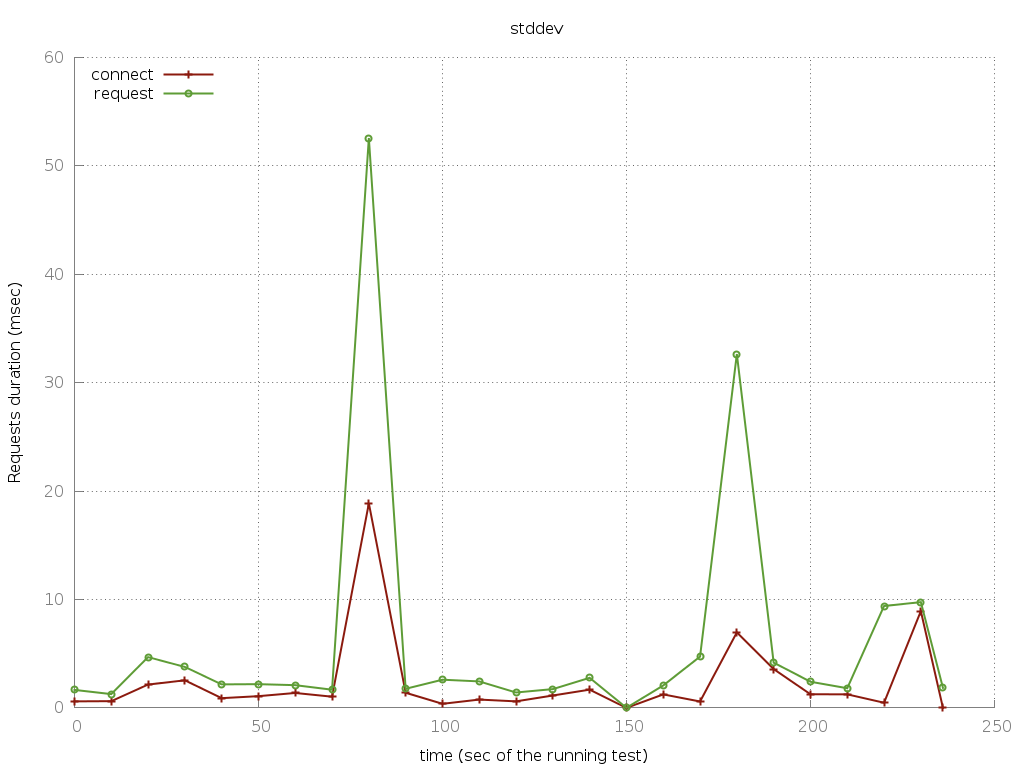 stddev
60
connect
request
50
40
30
20
10
0
Requests duration (msec)
0 50 100 150 200 250
time (sec of the running test)